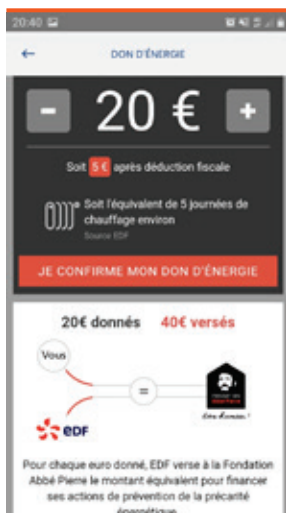 20:40
DON D'ÉNERGIE
- 20 € +
Soit 5 € après déduction fiscale
Soit l'équivalent de 5 journées de
chauffage environ
Source EDF
JE CONFIRME MON DON D'ÉNERGIE
20€ donnés 40€ versés
Vous
=
eDF
Pour chaque euro donné, EDF verse à la Fondation
Abbé Pierre le montant équivalent pour financer
ses actions de prévention de la précarité
énergétique